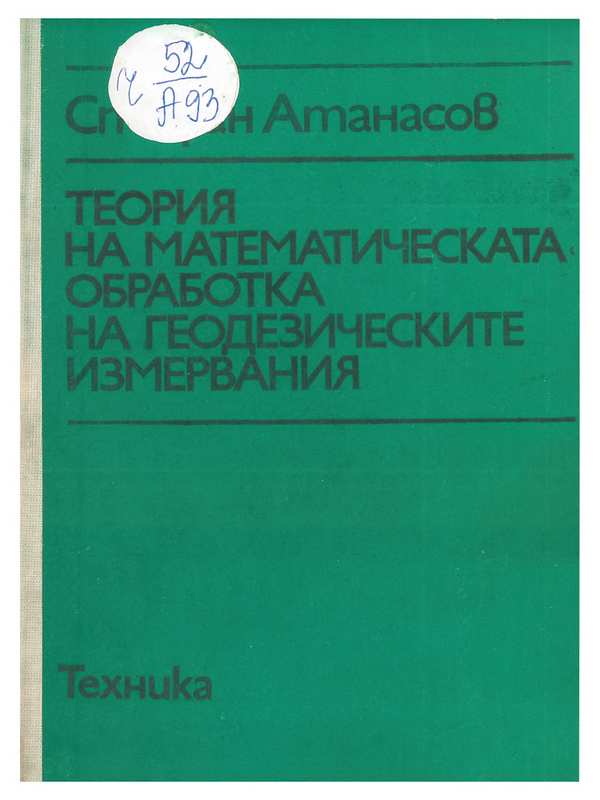 ч 52
А93
Атанасов
ТЕОРИЯ
НА МАТЕМАТИЧЕСКАТА
ОБРАБОТКА
НА ГЕОДЕЗИЧЕСКИТЕ
ИЗМЕРВАНИЯ
Техника